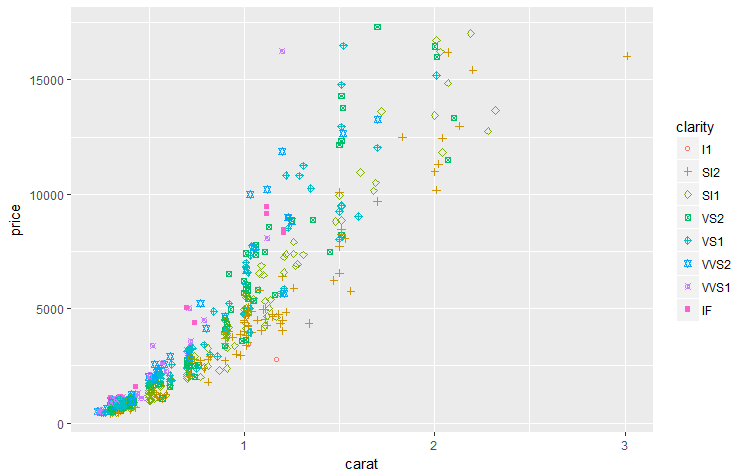 15000
10000
5000
0
price
1
2
3
carat
clarity
I1
SI2
SI1
VS2
VS1
VVS2
VVS1
IF